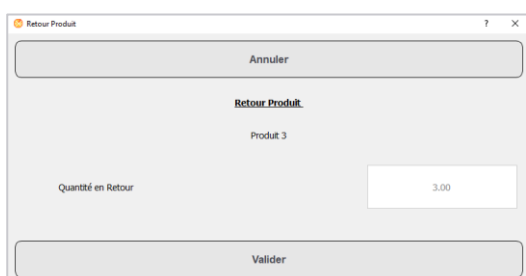 Retour Produit
?
Annuler
Retour Produit
Produit 3
Quantité en Retour
3.00
Valider